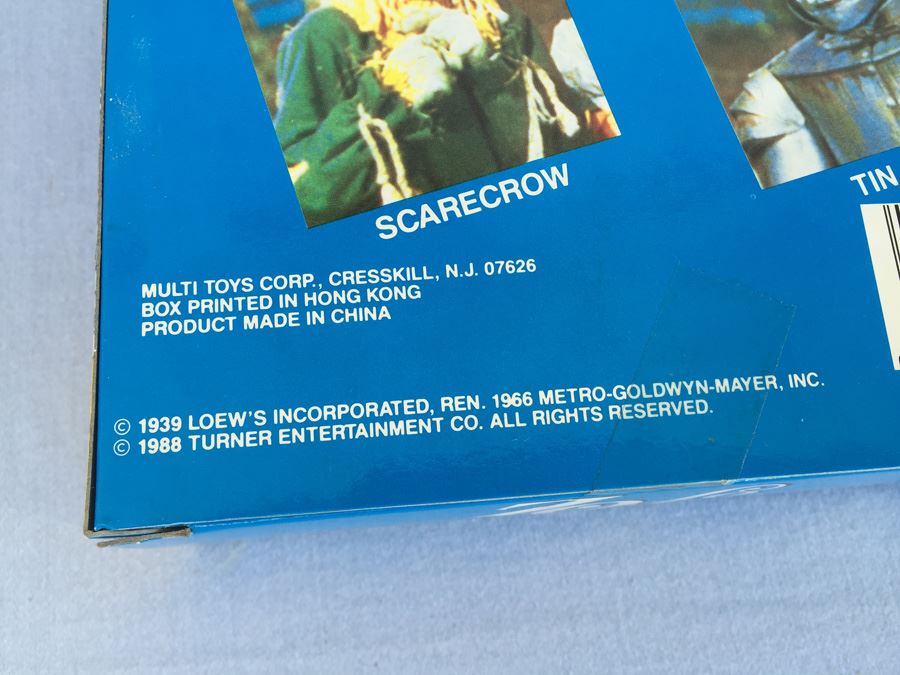 SCARECROW
TIN
MULTI TOYS CORP., CRESSKILL, N.J. 07626
BOX PRINTED IN HONG KONG
PRODUCT MADE IN CHINA
© 1939 LOEW'S INCORPORATED, REN. 1966 METRO-GOLDWYN-MAYER, INC.
© 1988 TURNER ENTERTAINMENT CO. ALL RIGHTS RESERVED.